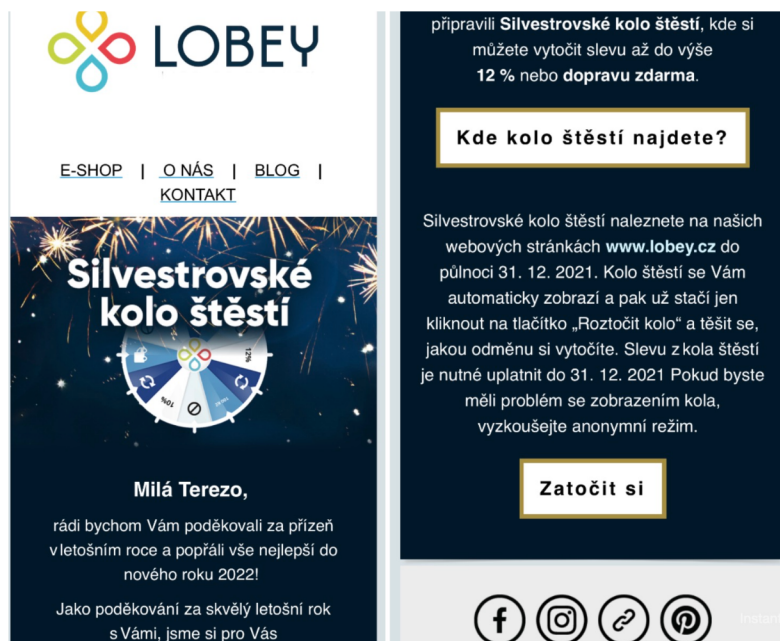 LOBEY
E-SHOP | O NÁS | BLOG |
KONTAKT
Silvestrovské
kolo štěstí
12%
10%
Milá Terezo,
rádi bychom Vám poděkovali za přízeň
v letošním roce a popřáli vše nejlepší do
nového roku 2022!
Jako poděkování za skvělý letošní rok
s Vámi, jsme si pro Vás
připravili Silvestrovské kolo štěstí, kde si
můžete vytočit slevu až do výše
12 % nebo dopravu zdarma.
Kde kolo štěstí najdete?
Silvestrovské kolo štěstí naleznete na našich
webových stránkách www.lobey.cz do
půlnoci 31. 12. 2021. Kolo štěstí se Vám
automaticky zobrazí a pak už stačí jen
kliknout na tlačítko „Roztočit kolo“ a těšit se,
jakou odměnu si vytočíte. Slevu z kola štěstí
je nutné uplatnit do 31. 12. 2021 Pokud byste
měli problém se zobrazením kola,
vyzkoušejte anonymní režim.
Zatočit si